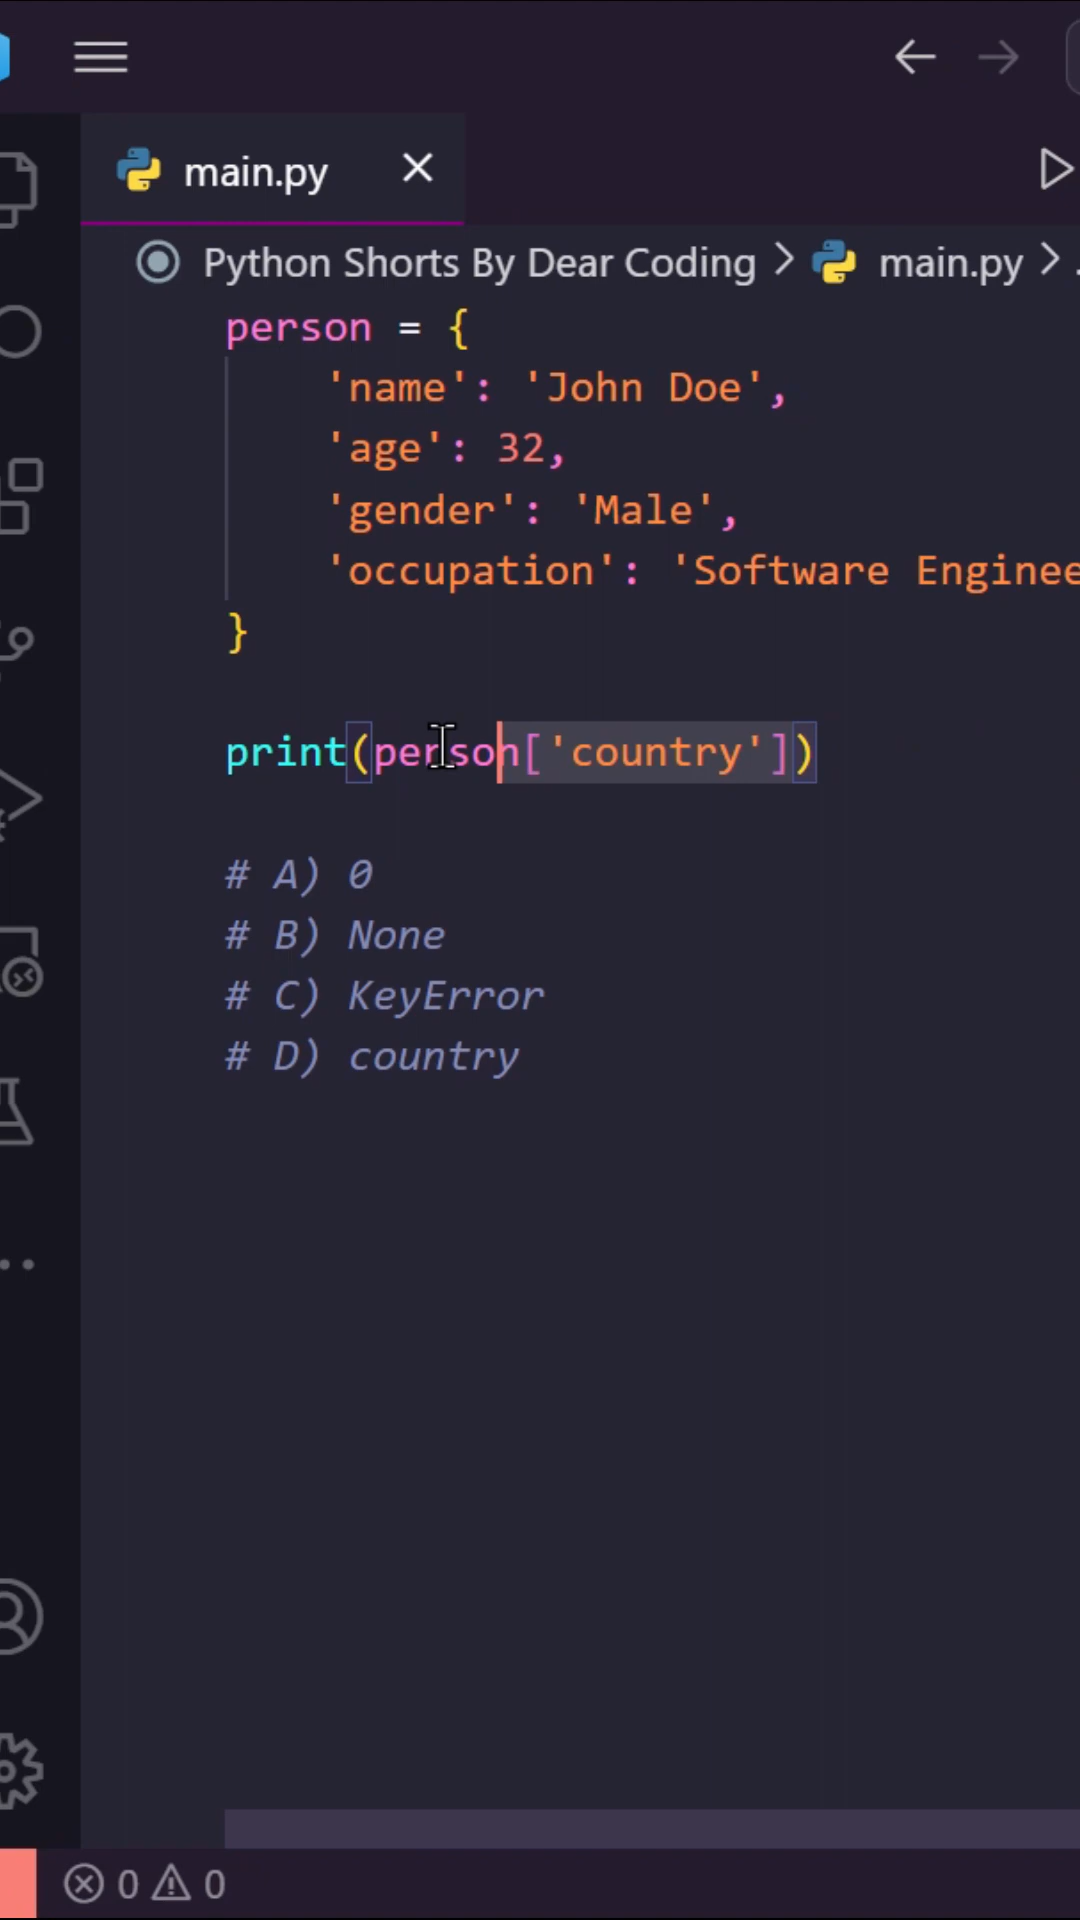 main.py
Python Shorts By Dear Coding > main.py >
person = {
    'name': 'John Doe',
    'age': 32,
    'gender': 'Male',
    'occupation': 'Software Enginee
}
print(person['country'])
# A) 0
# B) None
# C) KeyError
# D) country
0 0